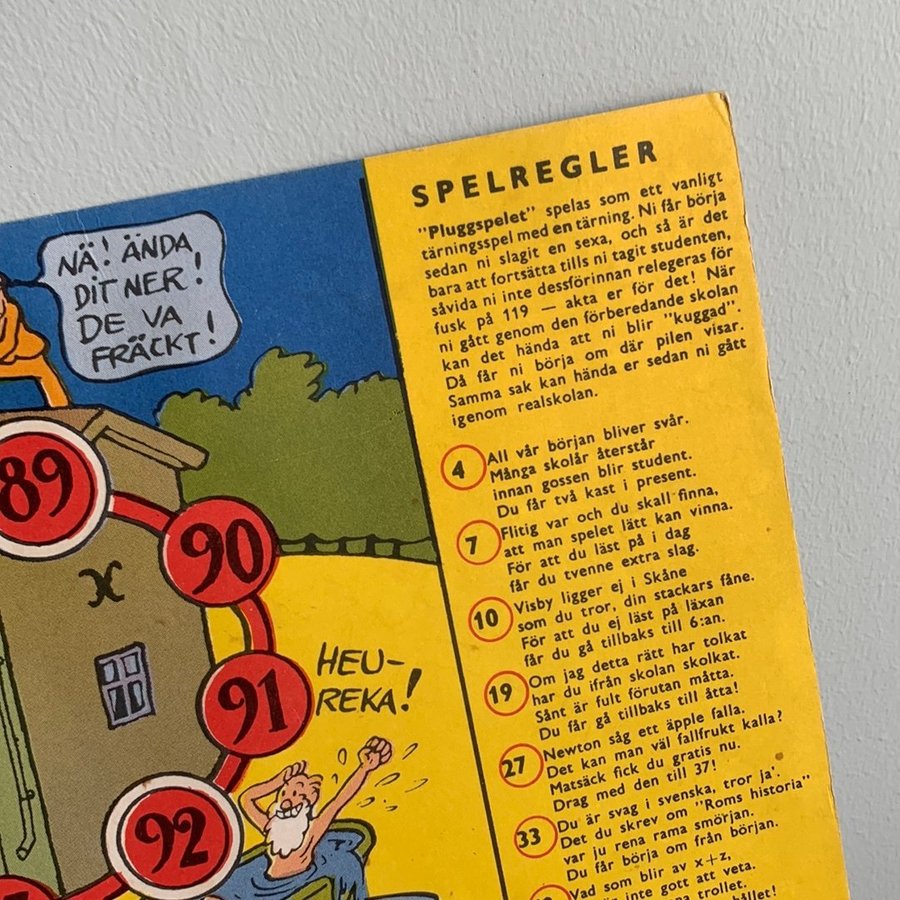 NÄ! ÄNDA
DIT NER!
DE VA
FRÄCKT!
89
90
91
92
HEU-
REKA!
SPELREGLER
"Pluggspelet" spelas som ett vanligt
tärningsspel med en tärning. Ni får börja
sedan ni slagit en sexa, och så är det
bara att fortsätta tills ni tagit studenten,
såvida ni inte dessförinnan relegeras för
fusk på 119 — akta er för det! När
ni gått genom den förberedande skolan
kan det hända att ni blir "kuggad".
Då får ni börja om där pilen visar.
Samma sak kan hända er sedan ni gått
igenom realskolan.
4 All vår början bliver svår.
Många skolår återstår
innan gossen blir student.
Du får två kast i present.
7 Flitig var och du skall finna,
att man spelet lätt kan vinna.
För att du läst på i dag
får du tvenne extra slag.
10 Visby ligger ej i Skåne
som du tror, din stackars fåne.
För att du ej läst på läxan
får du gå tillbaks till 6:an.
19 Om jag detta rätt har tolkat
har du ifrån skolan skolkat.
Sånt är fult förutan måtta.
Du får gå tillbaks till åtta!
27 Newton såg ett äpple falla.
Det kan man väl fallfrukt kalla?
Matsäck fick du gratis nu.
Drag med den till 37!
33 Du är svag i svenska, tror ja'.
Det du skrev om "Roms historia"
var ju rena rama smörjan.
Du får börja om från början.
Vad som blir av x+z,
inte gott att veta.
trollet.